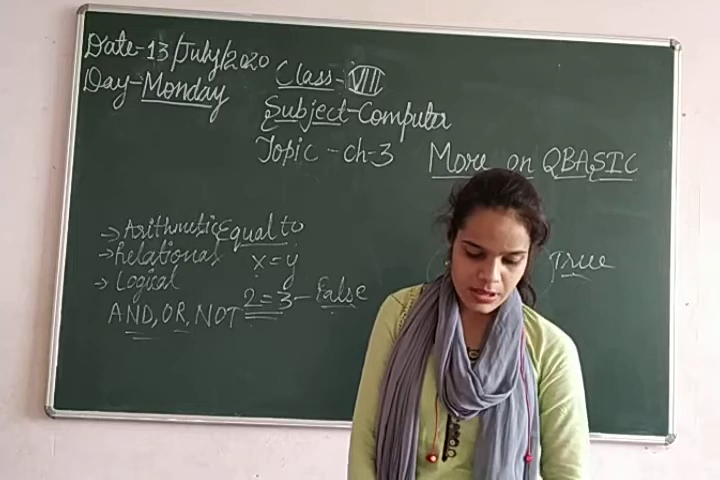 Date-13/July/2020
Day-Monday
Class-VII
Subject-Computer
Topic - ch-3
More on QBASIC
→ Arithmetic
→ Relational
→ Logical
AND, OR, NOT
Equal to
x = y
2 = 3 - False
True